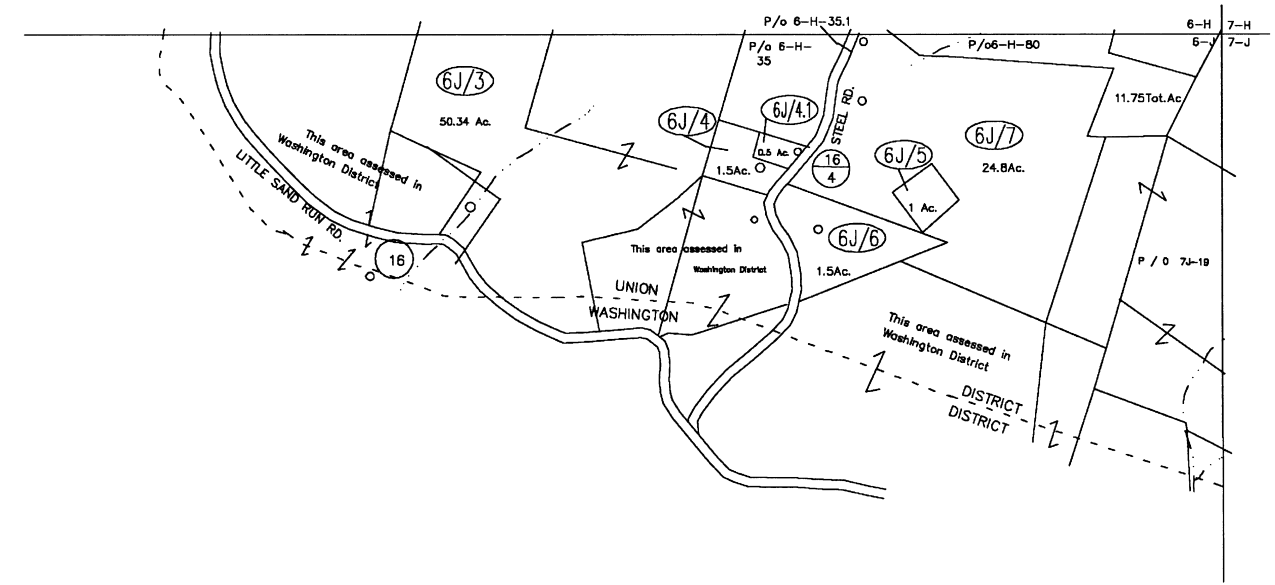 P/o 6-H-35.1
6-H 7-H
6-J 7-J
P/o 6-H-
35
P/o6-H-80
6J/3
50.34 Ac.
6J/4
6J/4.1
0.5 Ac.
1.5Ac.
STEEL RD.
16
4
6J/5
1 Ac.
6J/7
24.8Ac.
11.75Tot.Ac
This area assessed in
Washington District
LITTLE SAND RUN RD.
16
This area assessed in
Washington District
6J/6
1.5Ac.
P / O 7J-19
UNION
WASHINGTON
This area assessed in
Washington District
DISTRICT
DISTRICT